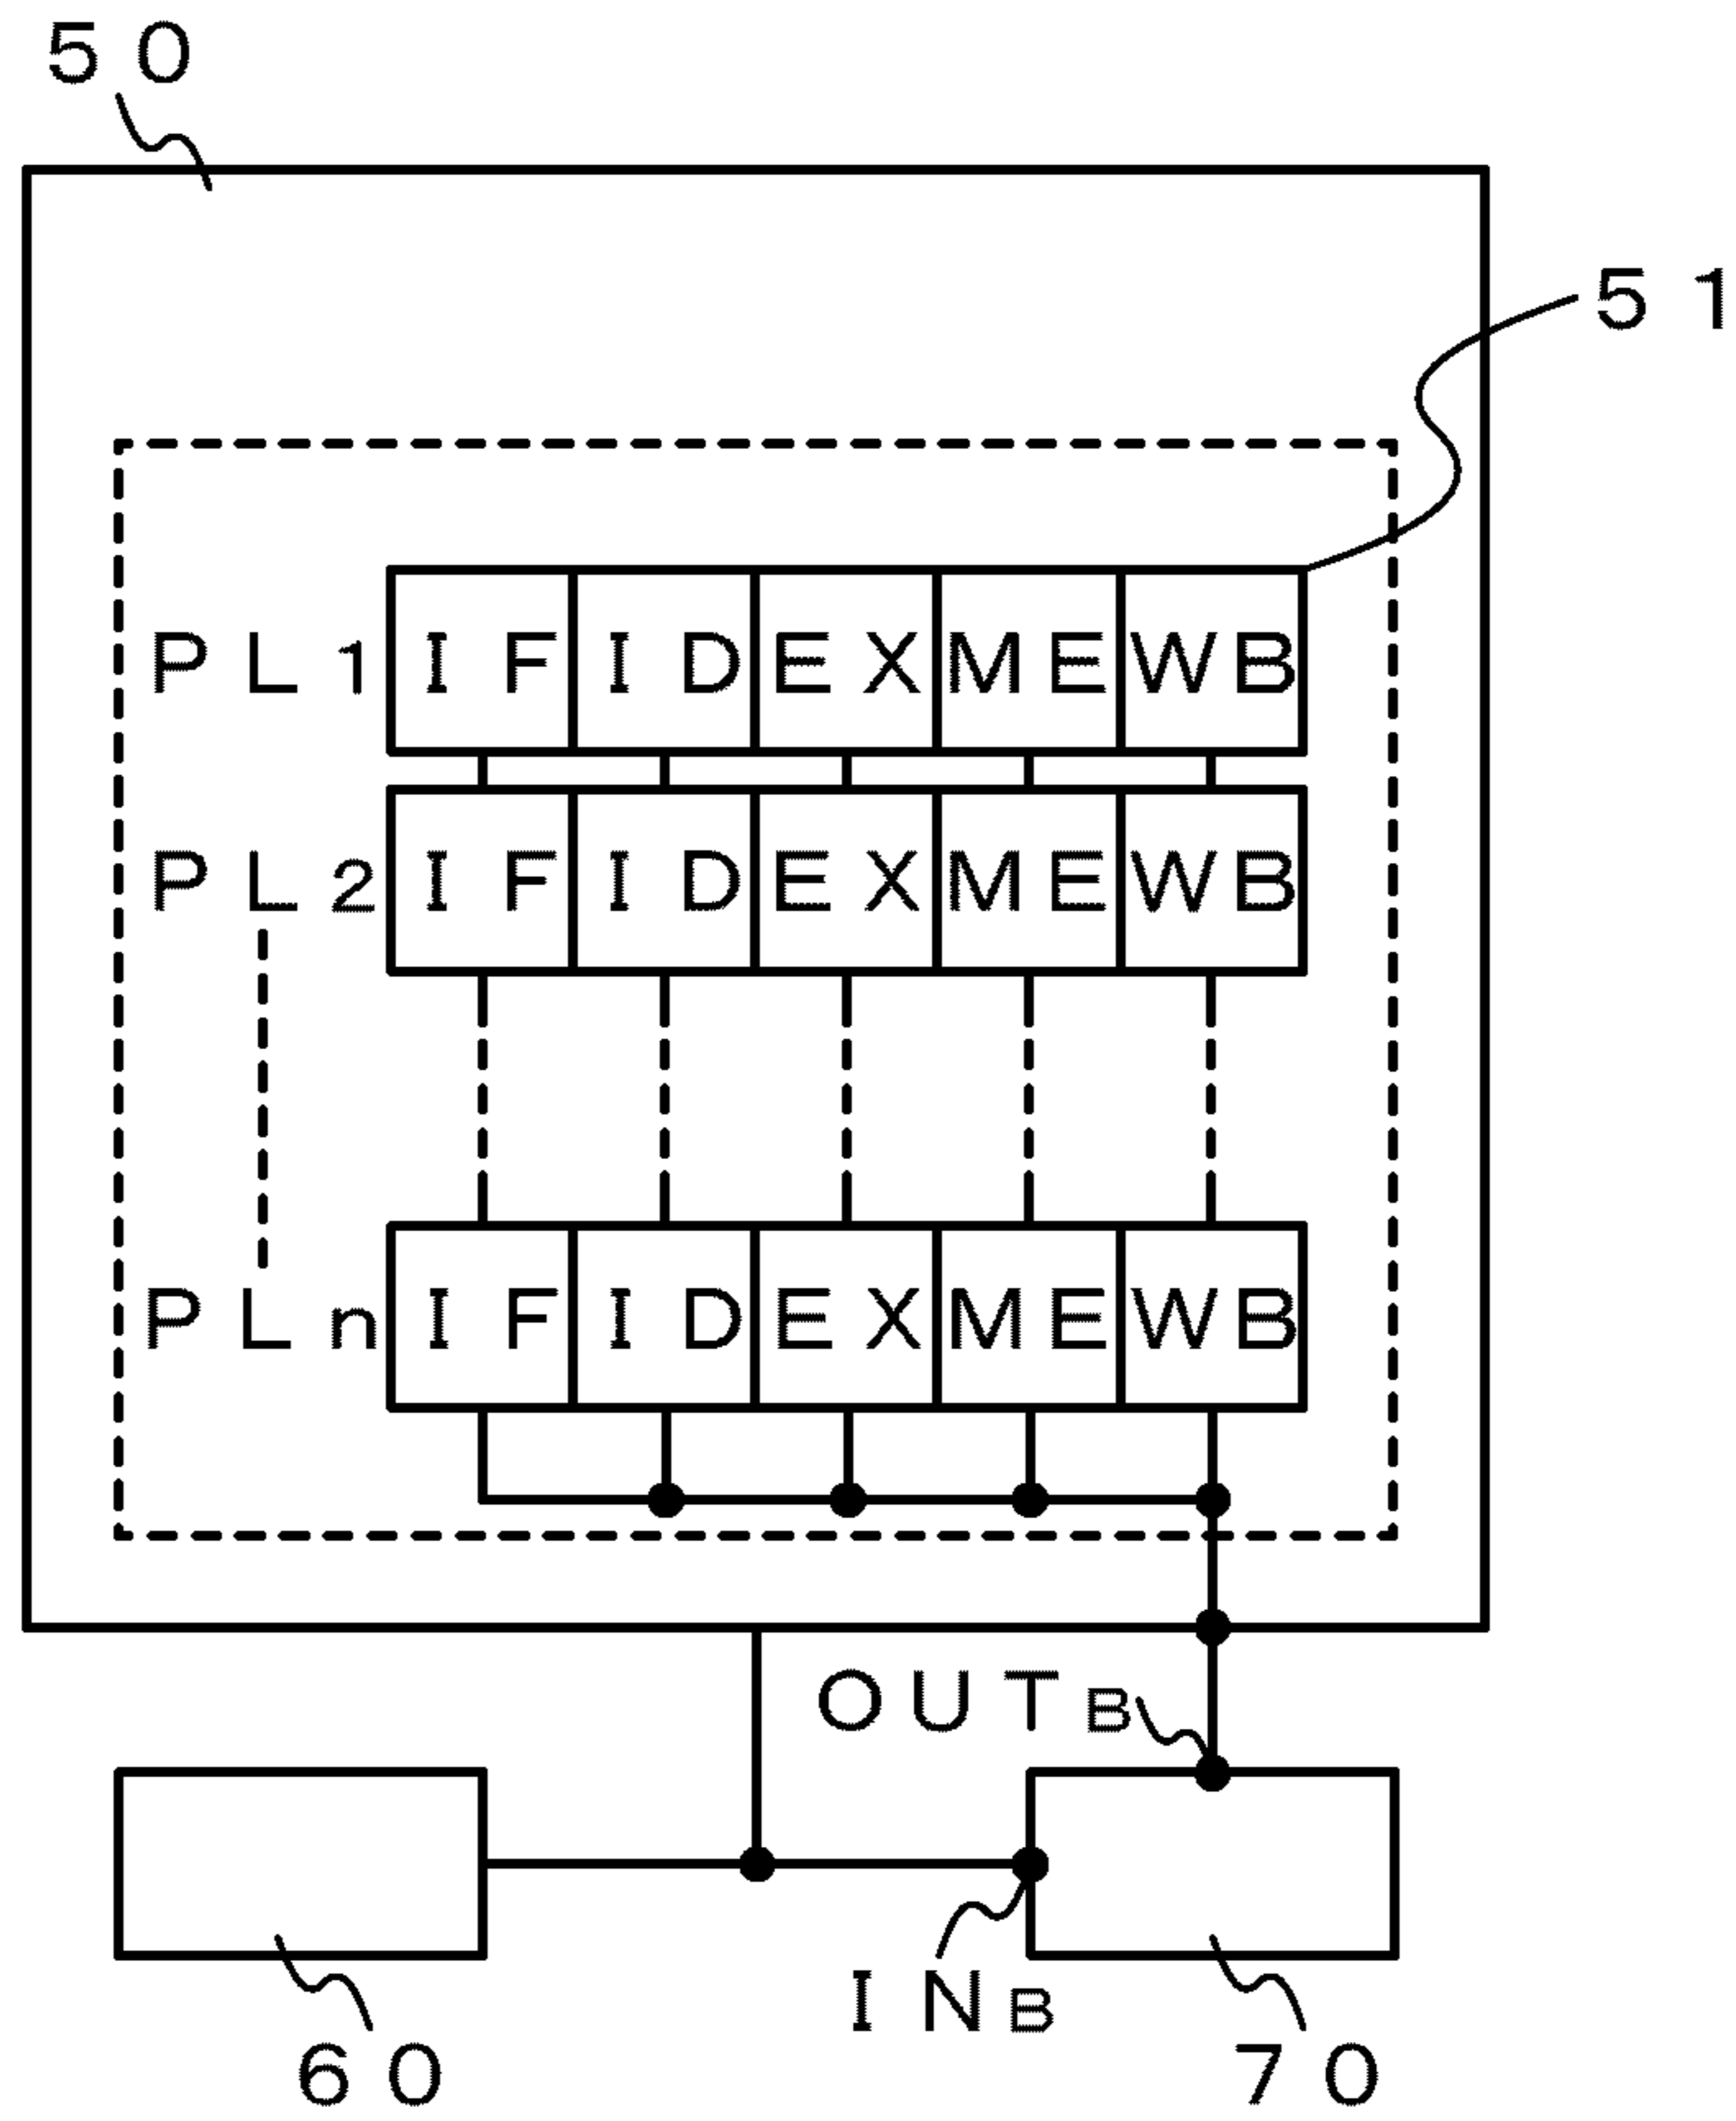 50
51
PL1 IF ID EX ME WB
PL2 IF ID EX ME WB
PLn IF ID EX ME WB
OUTB
INB
60 70